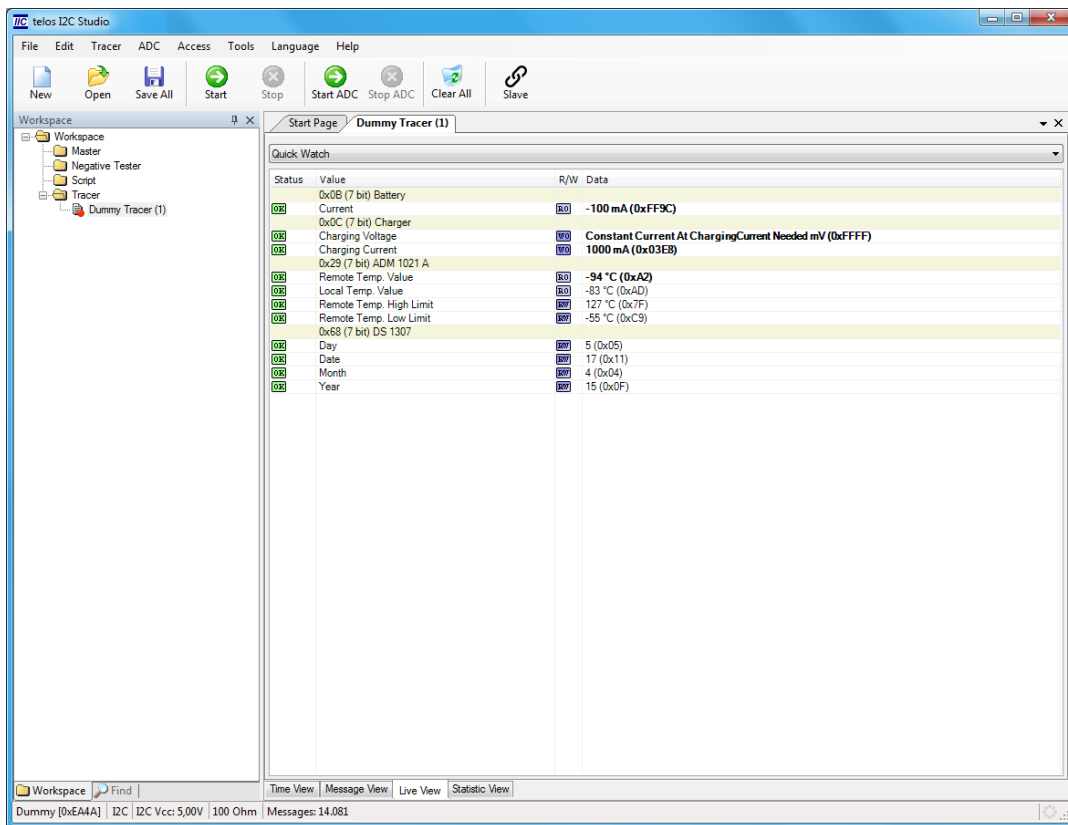 IIC telos I2C Studio
File Edit Tracer ADC Access Tools Language Help
New Open Save All Start Stop Start ADC Stop ADC Clear All Slave
Workspace
Start Page Dummy Tracer (1)
Workspace
Master
Negative Tester
Script
Tracer
Dummy Tracer (1)
Quick Watch
Status Value R/W Data
0x0B (7 bit) Battery
OK Current RO -100 mA (0xFF9C)
0x0C (7 bit) Charger
OK Charging Voltage WO Constant Current At ChargingCurrent Needed mV (0xFFFF)
OK Charging Current WO 1000 mA (0x03E8)
0x29 (7 bit) ADM 1021 A
OK Remote Temp. Value RO -94 °C (0xA2)
OK Local Temp. Value RO -83 °C (0xAD)
OK Remote Temp. High Limit RW 127 °C (0x7F)
OK Remote Temp. Low Limit RW -55 °C (0xC9)
0x68 (7 bit) DS 1307
OK Day RW 5 (0x05)
OK Date RW 17 (0x11)
OK Month RW 4 (0x04)
OK Year RW 15 (0x0F)
Workspace Find
Time View Message View Live View Statistic View
Dummy [0xEA4A] I2C I2C Vcc: 5,00V 100 Ohm Messages: 14.081